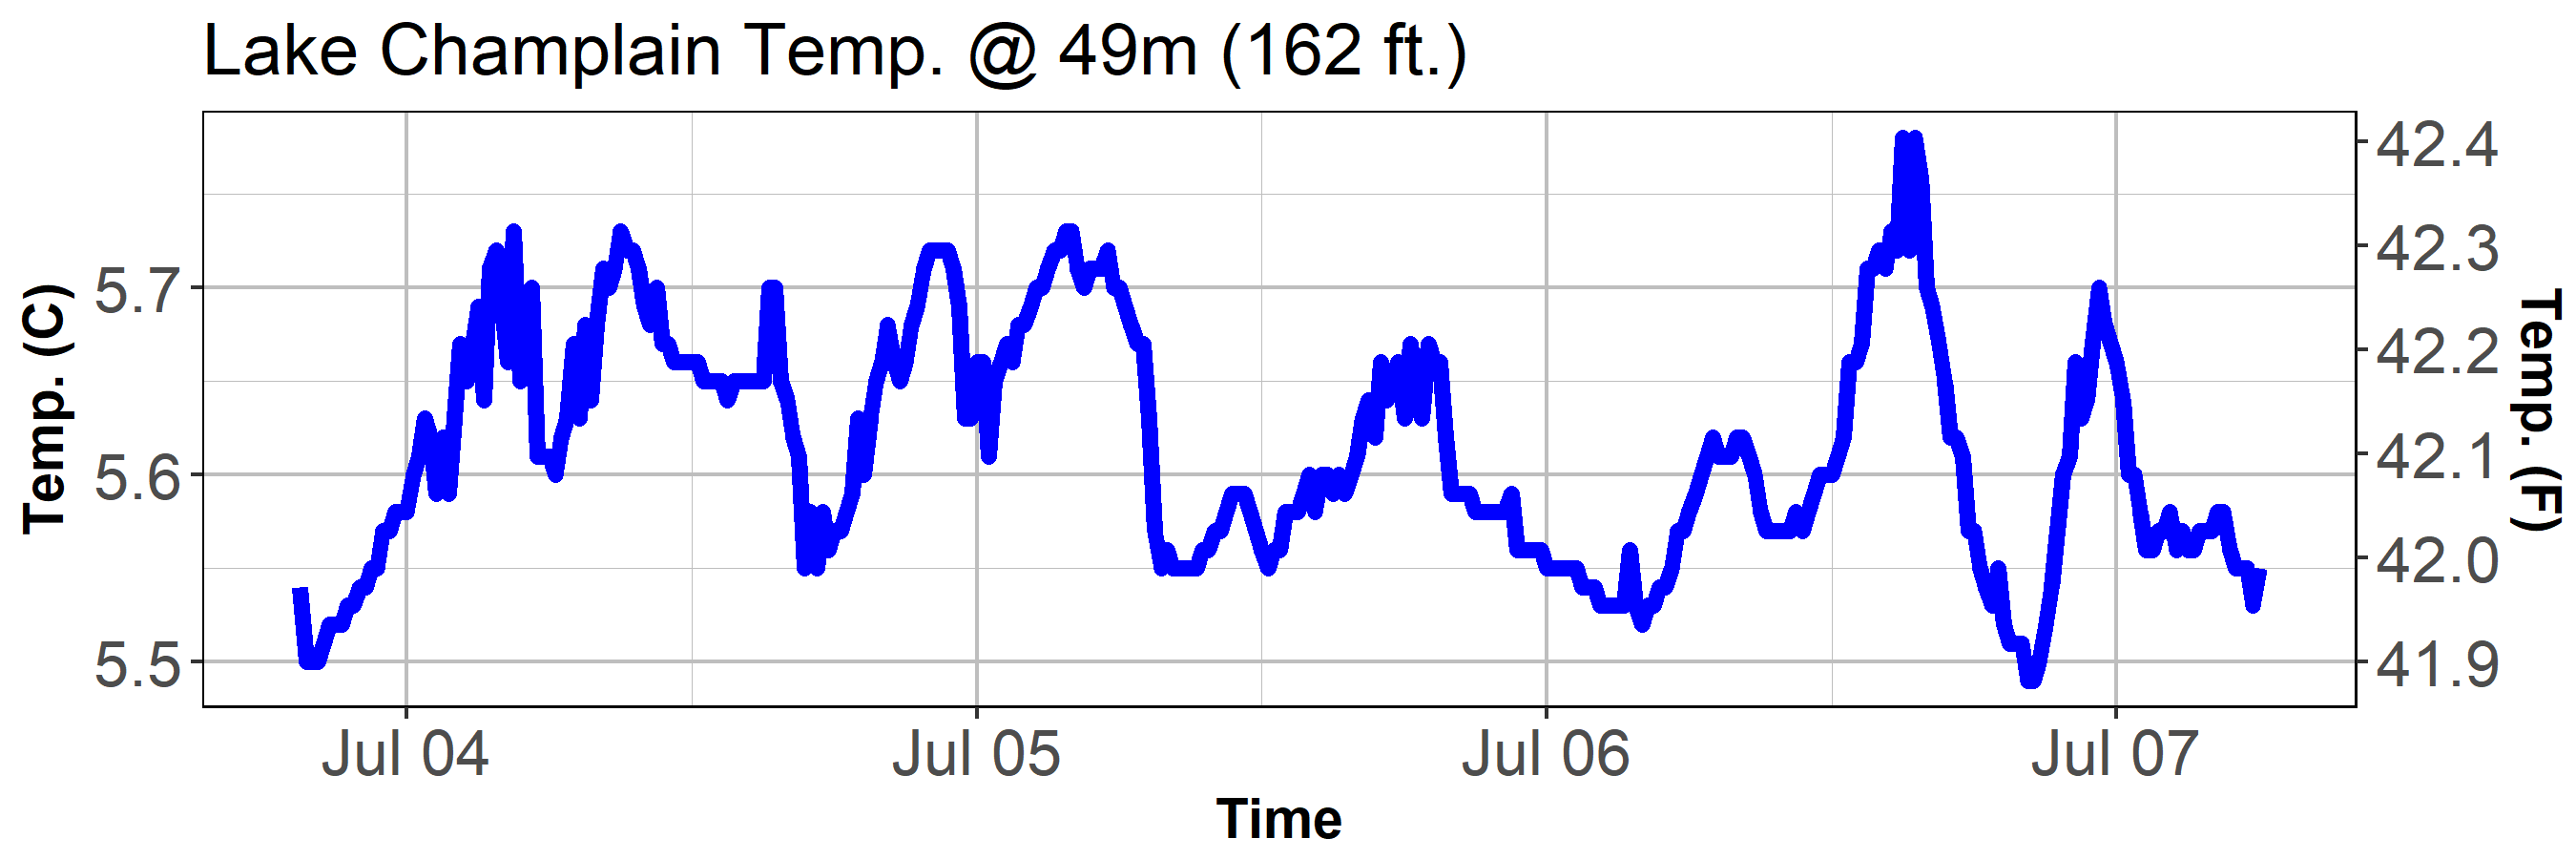 Lake Champlain Temp. @ 49m (162 ft.)
Temp. (C)
5.7
5.6
5.5
42.4
42.3
42.2
42.1
42.0
41.9
Temp. (F)
Jul 04 Jul 05 Jul 06 Jul 07
Time